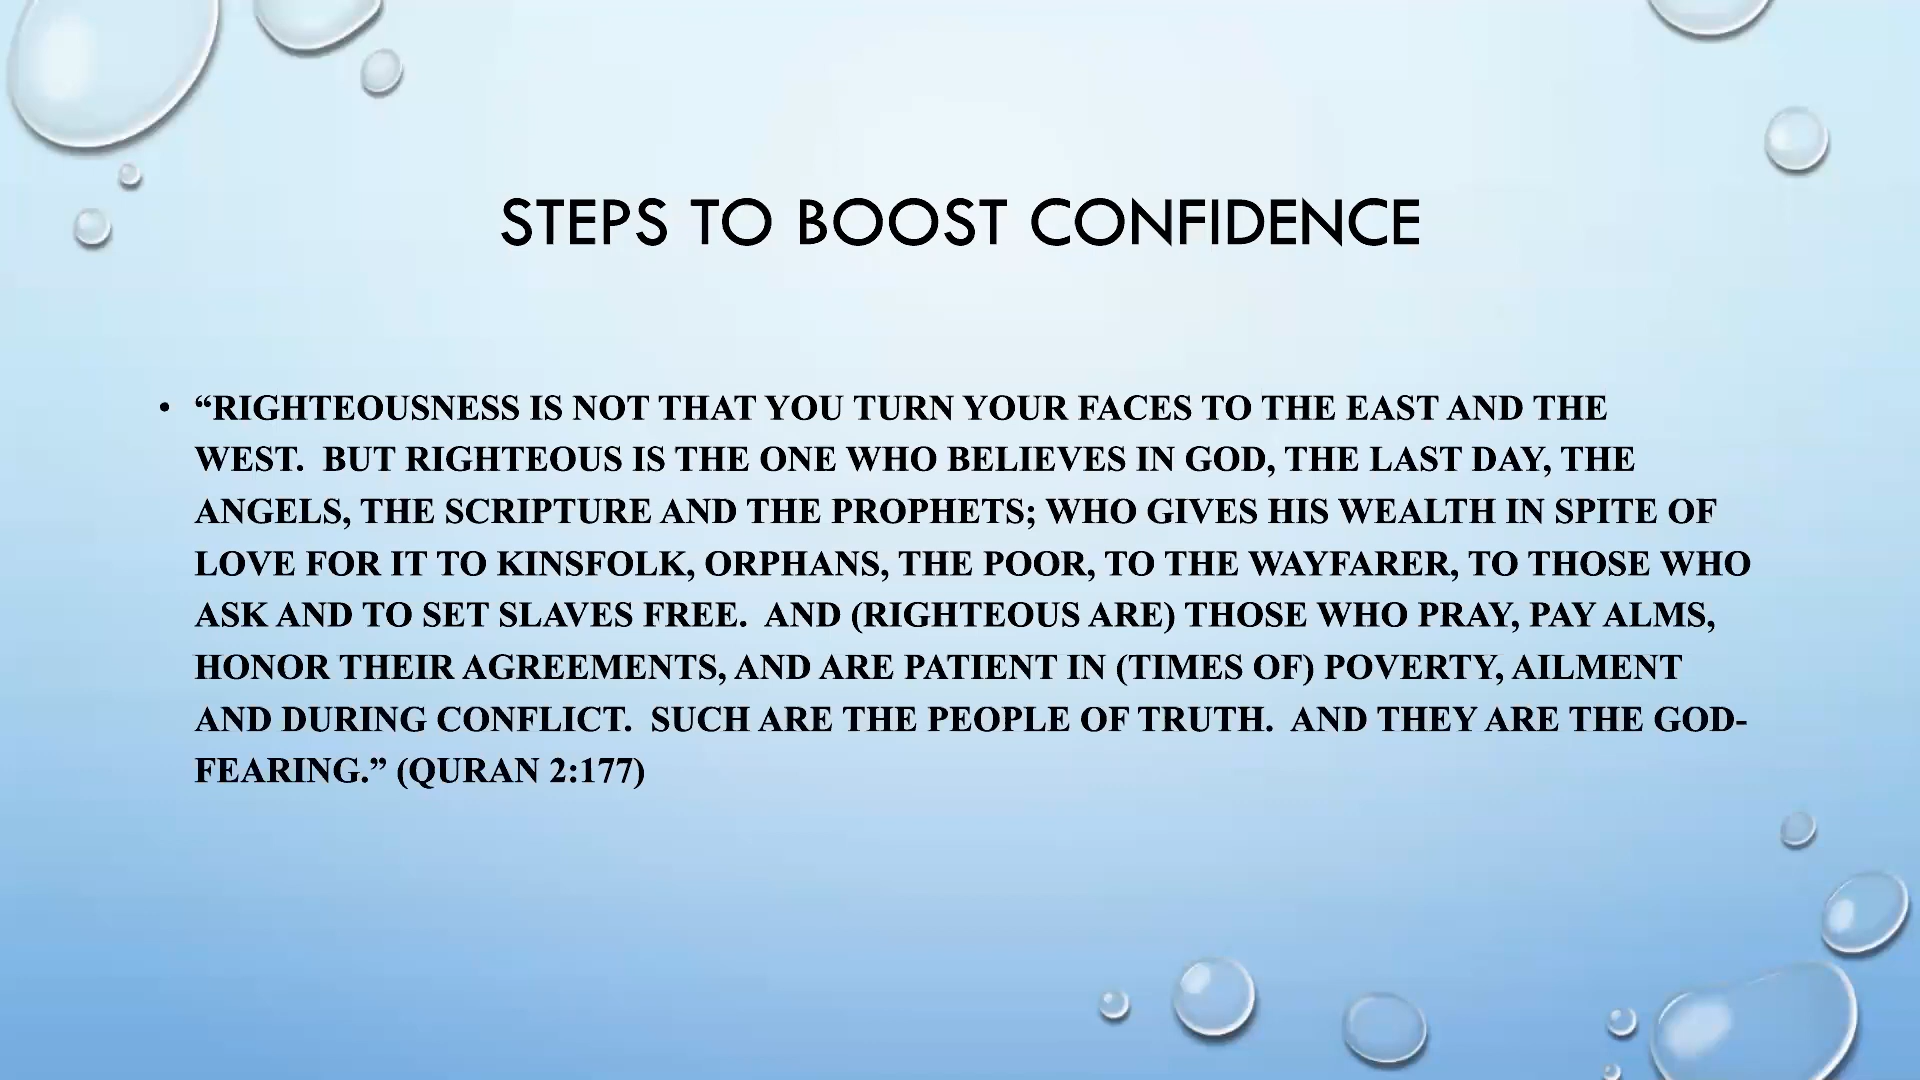 STEPS TO BOOST CONFIDENCE
• “RIGHTEOUSNESS IS NOT THAT YOU TURN YOUR FACES TO THE EAST AND THE
WEST.  BUT RIGHTEOUS IS THE ONE WHO BELIEVES IN GOD, THE LAST DAY, THE
ANGELS, THE SCRIPTURE AND THE PROPHETS; WHO GIVES HIS WEALTH IN SPITE OF
LOVE FOR IT TO KINSFOLK, ORPHANS, THE POOR, TO THE WAYFARER, TO THOSE WHO
ASK AND TO SET SLAVES FREE.  AND (RIGHTEOUS ARE) THOSE WHO PRAY, PAY ALMS,
HONOR THEIR AGREEMENTS, AND ARE PATIENT IN (TIMES OF) POVERTY, AILMENT
AND DURING CONFLICT.  SUCH ARE THE PEOPLE OF TRUTH.  AND THEY ARE THE GOD-
FEARING.” (QURAN 2:177)